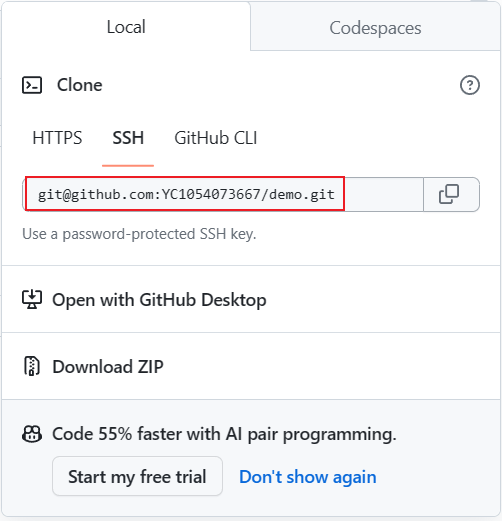 Local
Codespaces
Clone
HTTPS
SSH
GitHub CLI
git@github.com:YC1054073667/demo.git
Use a password-protected SSH key.
Open with GitHub Desktop
Download ZIP
Code 55% faster with AI pair programming.
Start my free trial
Don't show again